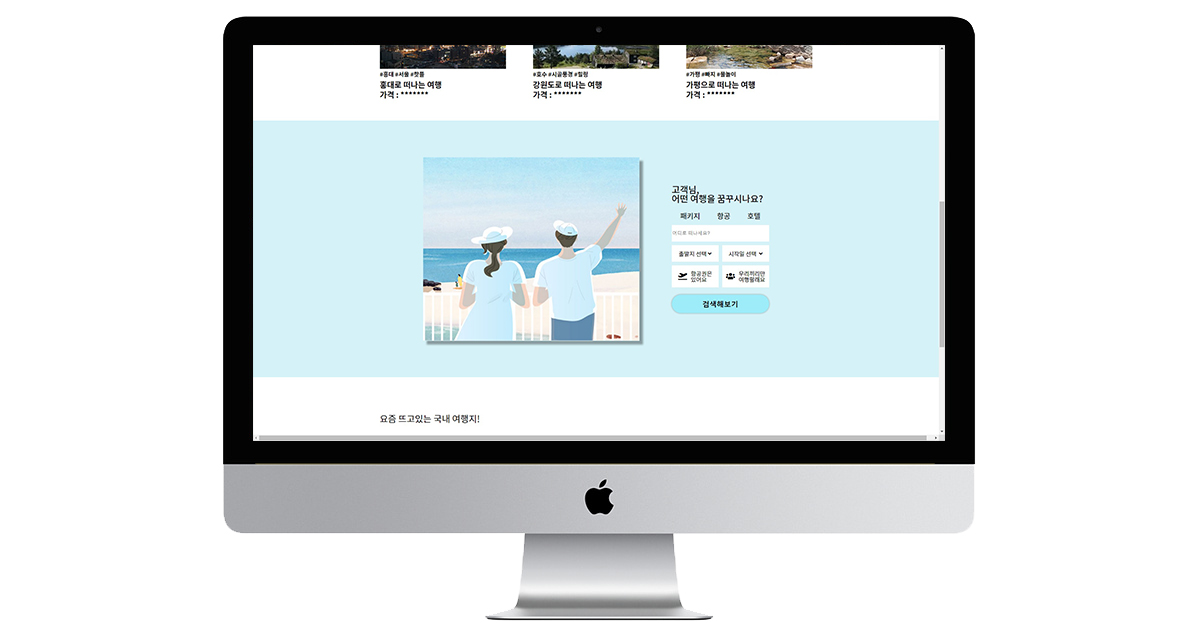 #홍대 #서울 #핫플
홍대로 떠나는 여행
가격 : *******
#호수 #시골풍경 #힐링
강원도로 떠나는 여행
가격 : *******
#가평 #빠지 #물놀이
가평으로 떠나는 여행
가격 : *******
고객님,
어떤 여행을 꿈꾸시나요?
패키지 항공 호텔
어디로 떠나세요?
출발지 선택 시작일 선택
항공권은
있어요
우리끼리만
여행할래요
검색해보기
요즘 뜨고있는 국내 여행지!